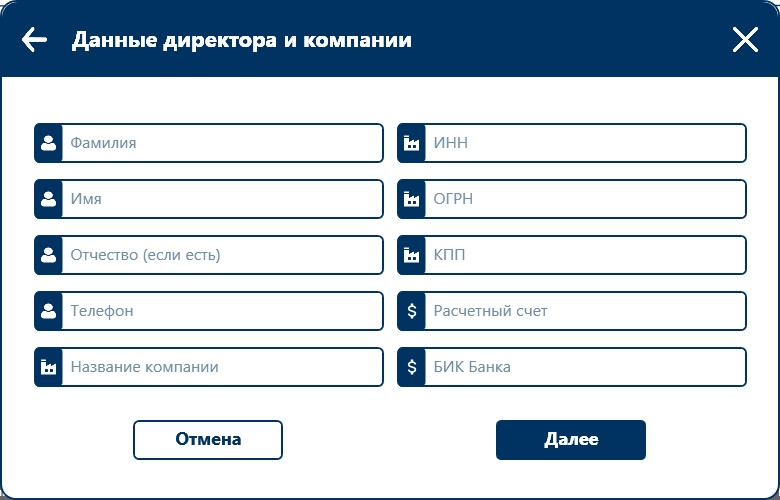 Данные директора и компании
Фамилия
ИНН
Имя
ОГРН
Отчество (если есть)
КПП
Телефон
Расчетный счет
Название компании
БИК Банка
Отмена
Далее